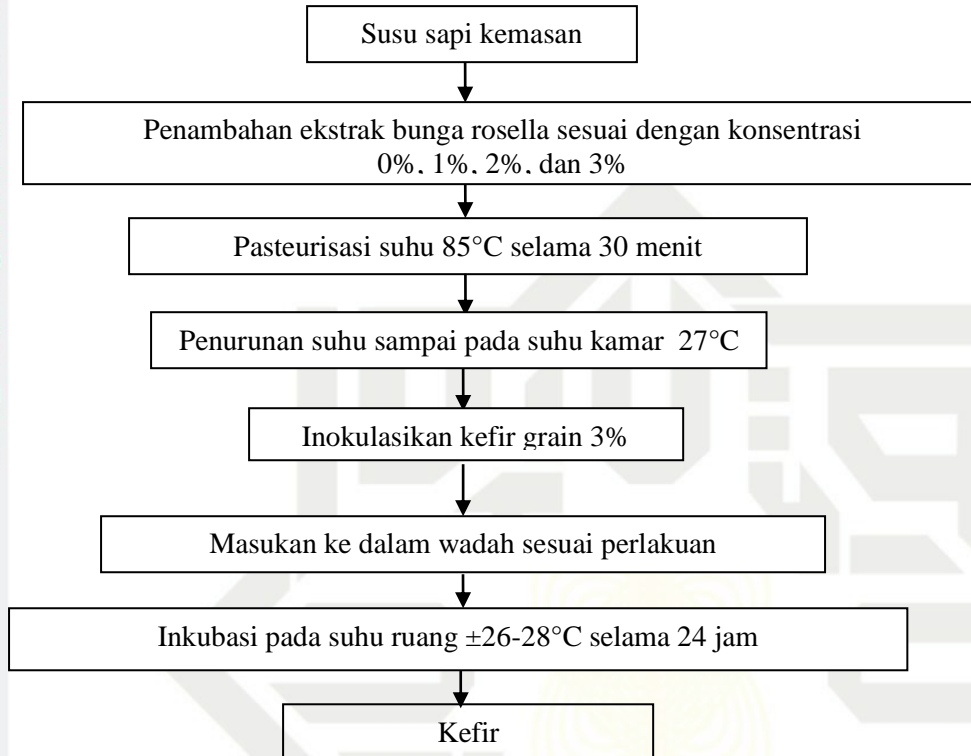 Susu sapi kemasan
Penambahan ekstrak bunga rosella sesuai dengan konsentrasi
0%, 1%, 2%, dan 3%
Pasteurisasi suhu 85°C selama 30 menit
Penurunan suhu sampai pada suhu kamar 27°C
Inokulasikan kefir grain 3%
Masukan ke dalam wadah sesuai perlakuan
Inkubasi pada suhu ruang ±26-28°C selama 24 jam
Kefir